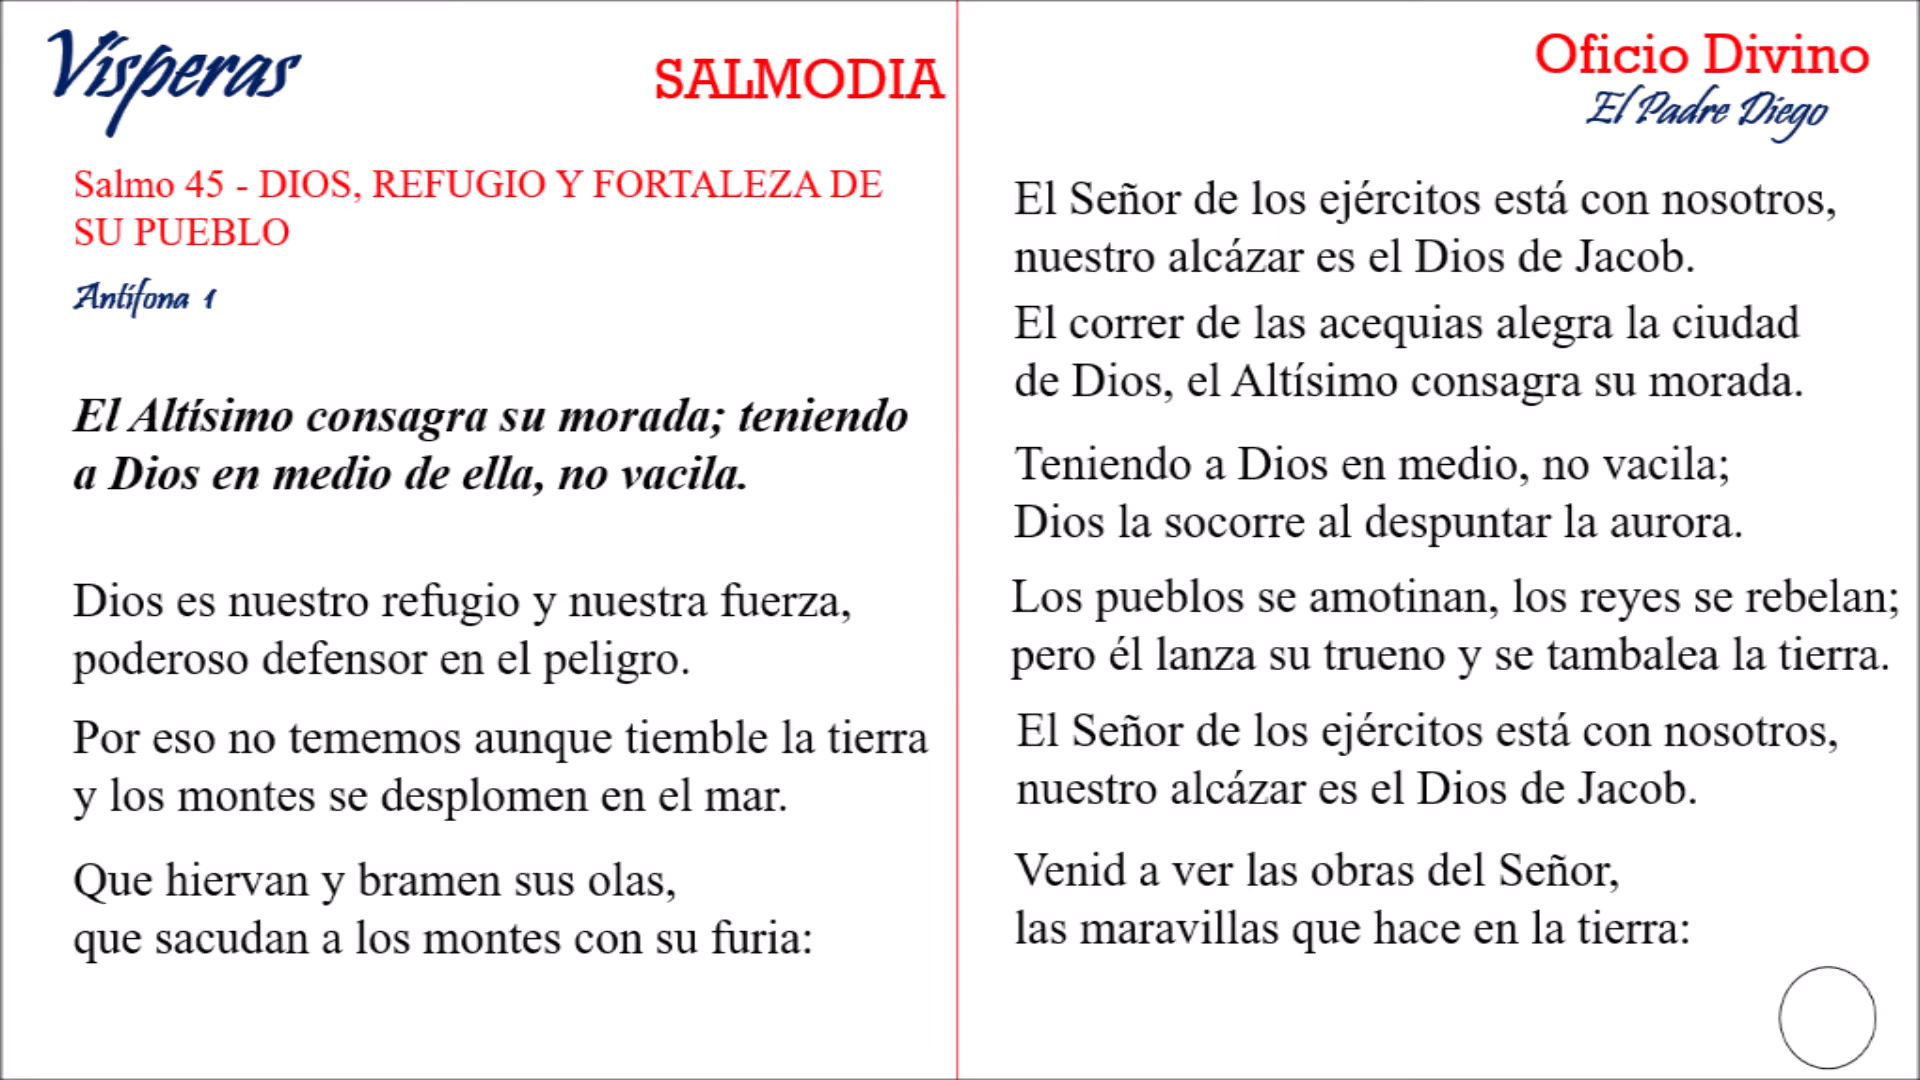 Vísperas
SALMODIA
Salmo 45 - DIOS, REFUGIO Y FORTALEZA DE
SU PUEBLO
Antífona 1
El Altísimo consagra su morada; teniendo
a Dios en medio de ella, no vacila.
Dios es nuestro refugio y nuestra fuerza,
poderoso defensor en el peligro.
Por eso no tememos aunque tiemble la tierra
y los montes se desplomen en el mar.
Que hiervan y bramen sus olas,
que sacudan a los montes con su furia:
Oficio Divino
El Padre Diego
El Señor de los ejércitos está con nosotros,
nuestro alcázar es el Dios de Jacob.
El correr de las acequias alegra la ciudad
de Dios, el Altísimo consagra su morada.
Teniendo a Dios en medio, no vacila;
Dios la socorre al despuntar la aurora.
Los pueblos se amotinan, los reyes se rebelan;
pero él lanza su trueno y se tambalea la tierra.
El Señor de los ejércitos está con nosotros,
nuestro alcázar es el Dios de Jacob.
Venid a ver las obras del Señor,
las maravillas que hace en la tierra: